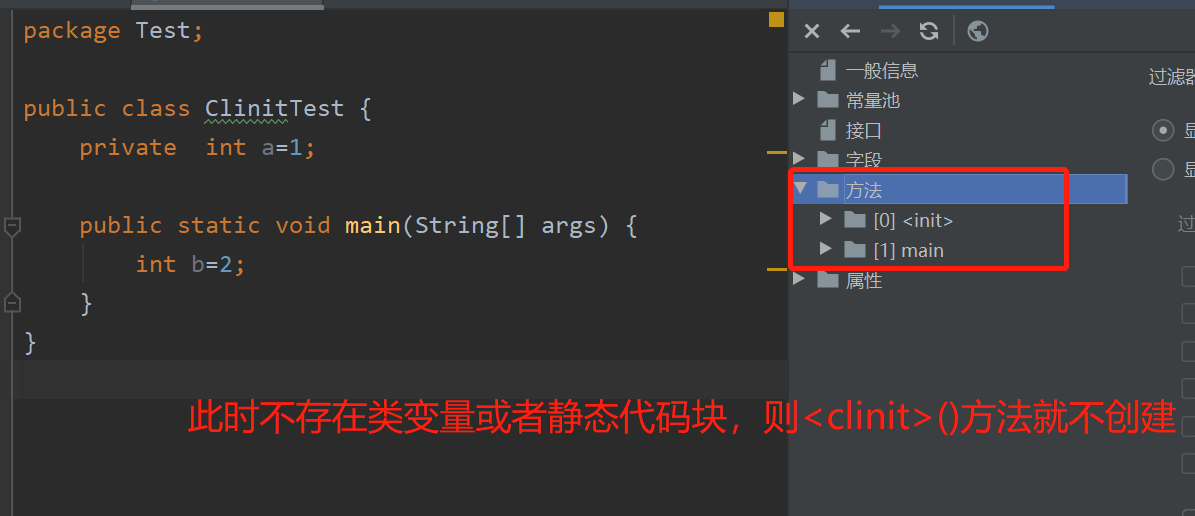 package Test;
public class ClinitTest {
private  int a=1;
public static void main(String[] args) {
int b=2;
}
}
一般信息
常量池
接口
字段
方法
[0] <init>
[1] main
属性
过滤器
此时不存在类变量或者静态代码块，则<clinit>()方法就不创建